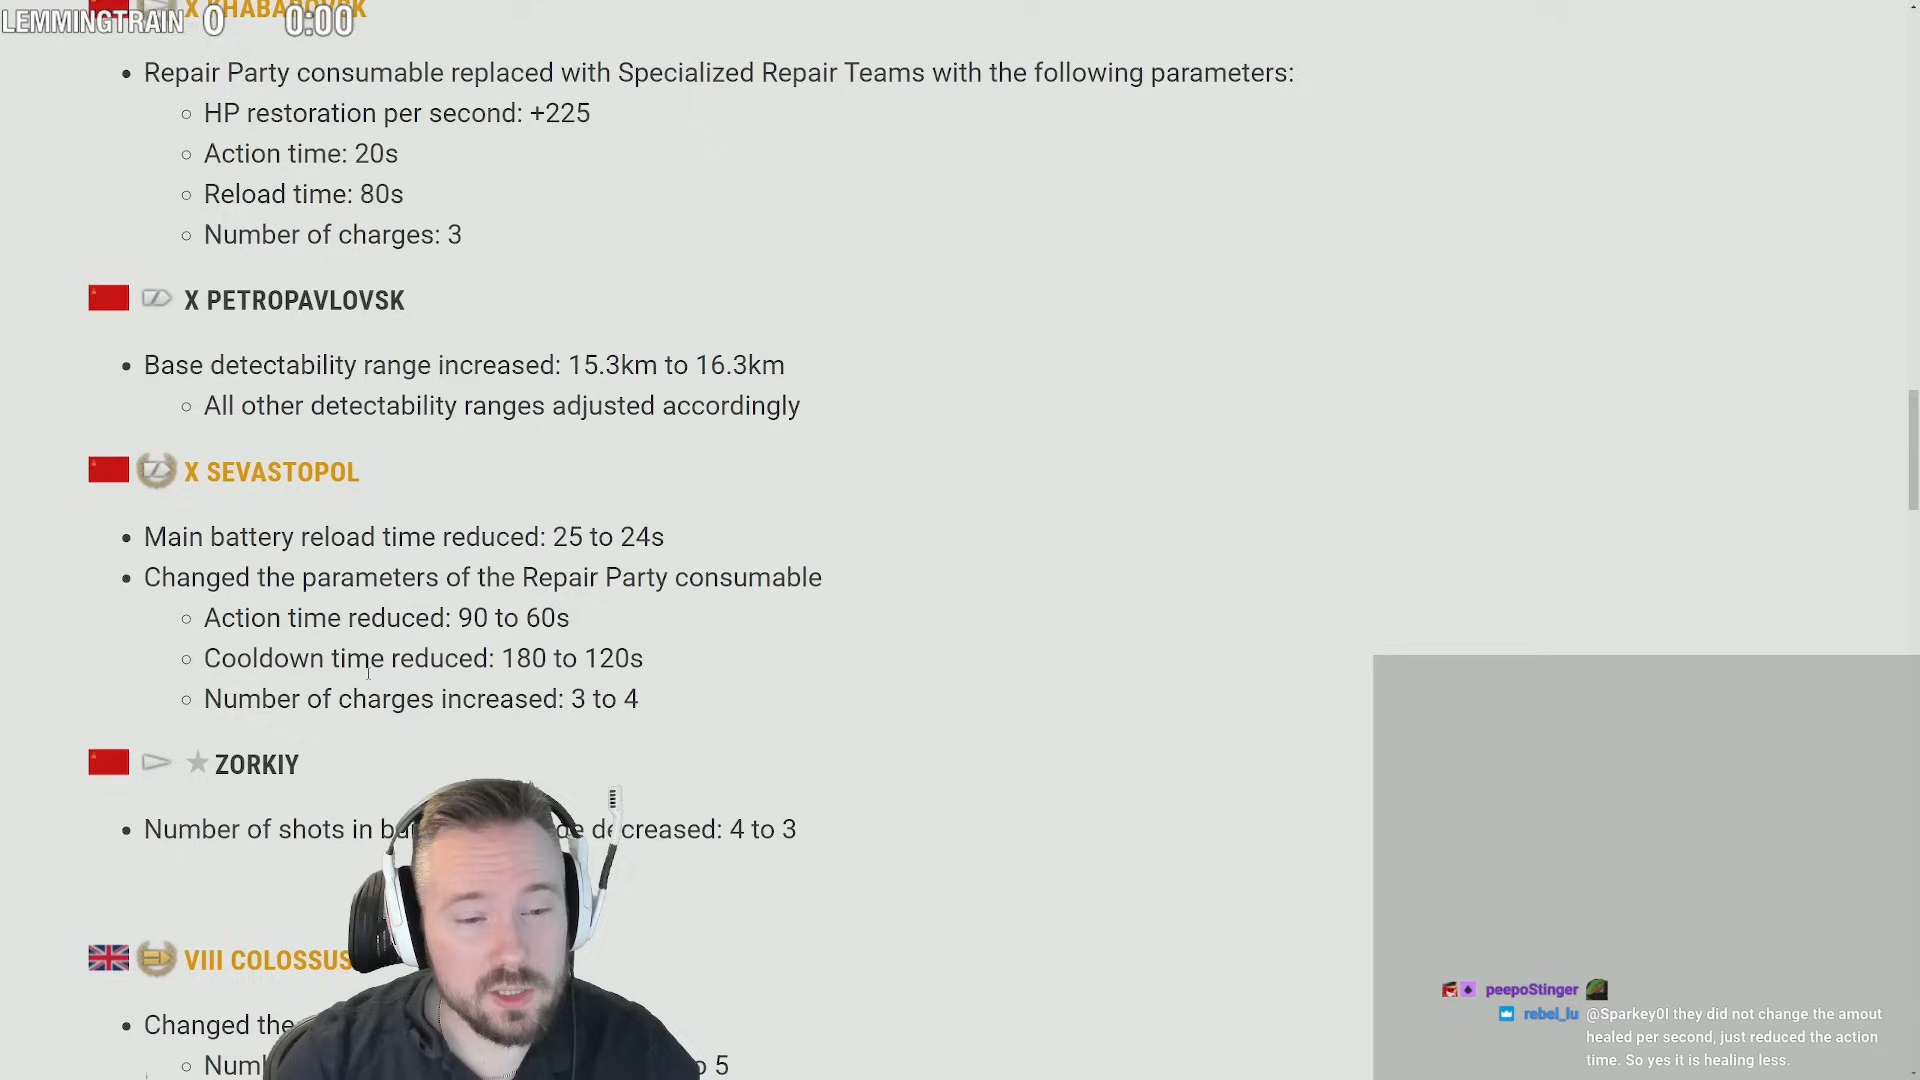 X KHABAROVSK
LEMMINGTRAIN 0 0:00
Repair Party consumable replaced with Specialized Repair Teams with the following parameters:
HP restoration per second: +225
Action time: 20s
Reload time: 80s
Number of charges: 3
X PETROPAVLOVSK
Base detectability range increased: 15.3km to 16.3km
All other detectability ranges adjusted accordingly
X SEVASTOPOL
Main battery reload time reduced: 25 to 24s
Changed the parameters of the Repair Party consumable
Action time reduced: 90 to 60s
Cooldown time reduced: 180 to 120s
Number of charges increased: 3 to 4
ZORKIY
Number of shots in decreased: 4 to 3
VIII COLOSSUS
Changed the
to 5
peepoStinger
rebel_lu @Sparkey0l they did not change the amout
healed per second, just reduced the action
time. So yes it is healing less.